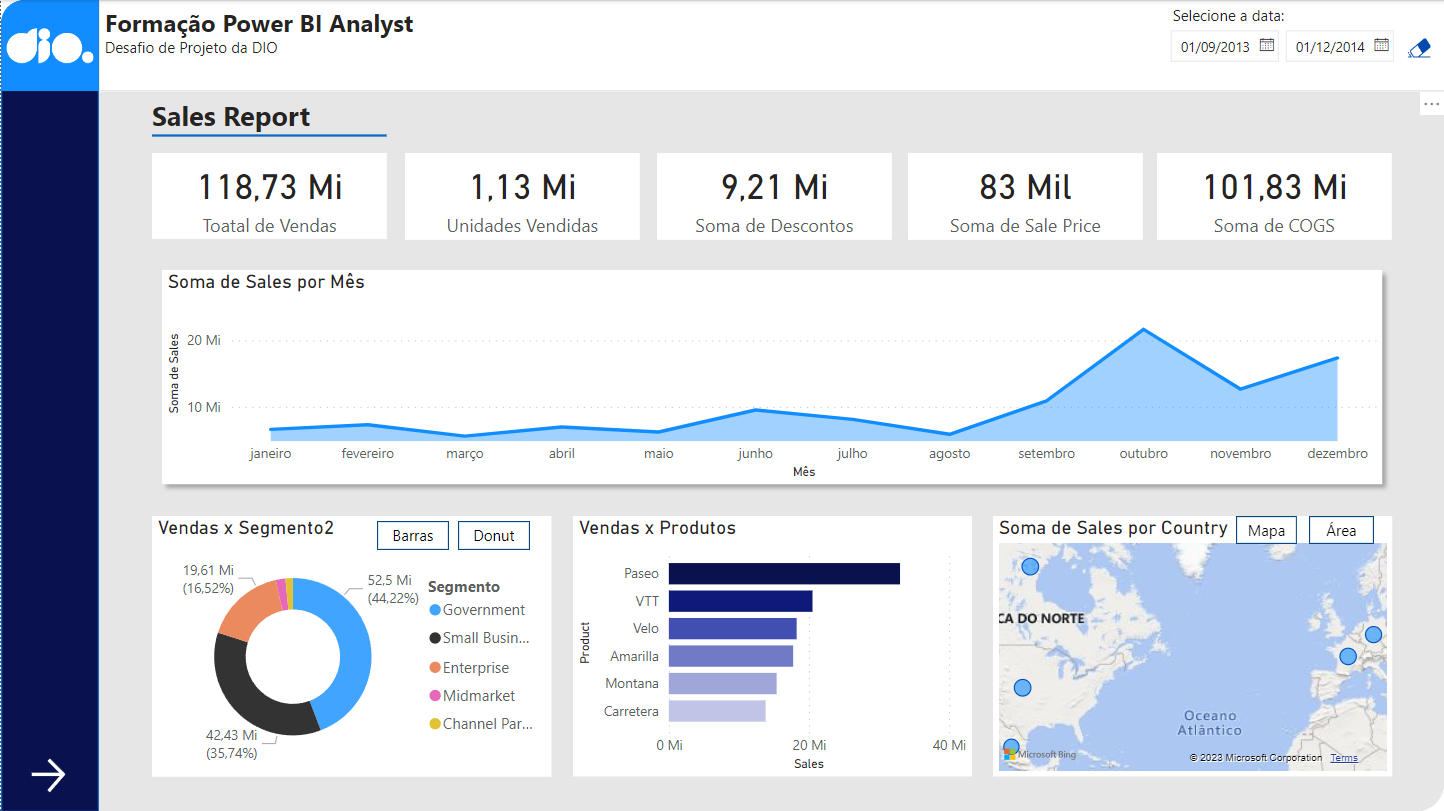 dio.
Formação Power BI Analyst
Desafio de Projeto da DIO
Selecione a data:
01/09/2013
01/12/2014
Sales Report
118,73 Mi
Toatal de Vendas
1,13 Mi
Unidades Vendidas
9,21 Mi
Soma de Descontos
83 Mil
Soma de Sale Price
101,83 Mi
Soma de COGS
Soma de Sales por Mês
Soma de Sales
20 Mi
10 Mi
janeiro fevereiro março abril maio junho julho agosto setembro outubro novembro dezembro
Mês
Vendas x Segmento2
Barras
Donut
19,61 Mi
(16,52%)
52,5 Mi
(44,22%)
42,43 Mi
(35,74%)
Segmento
Government
Small Busin...
Enterprise
Midmarket
Channel Par...
Vendas x Produtos
Product
Paseo
VTT
Velo
Amarilla
Montana
Carretera
0 Mi 20 Mi 40 Mi
Sales
Soma de Sales por Country
Mapa
Área
CA DO NORTE
Oceano
Atlântico
Microsoft Bing
© 2023 Microsoft Corporation Terms